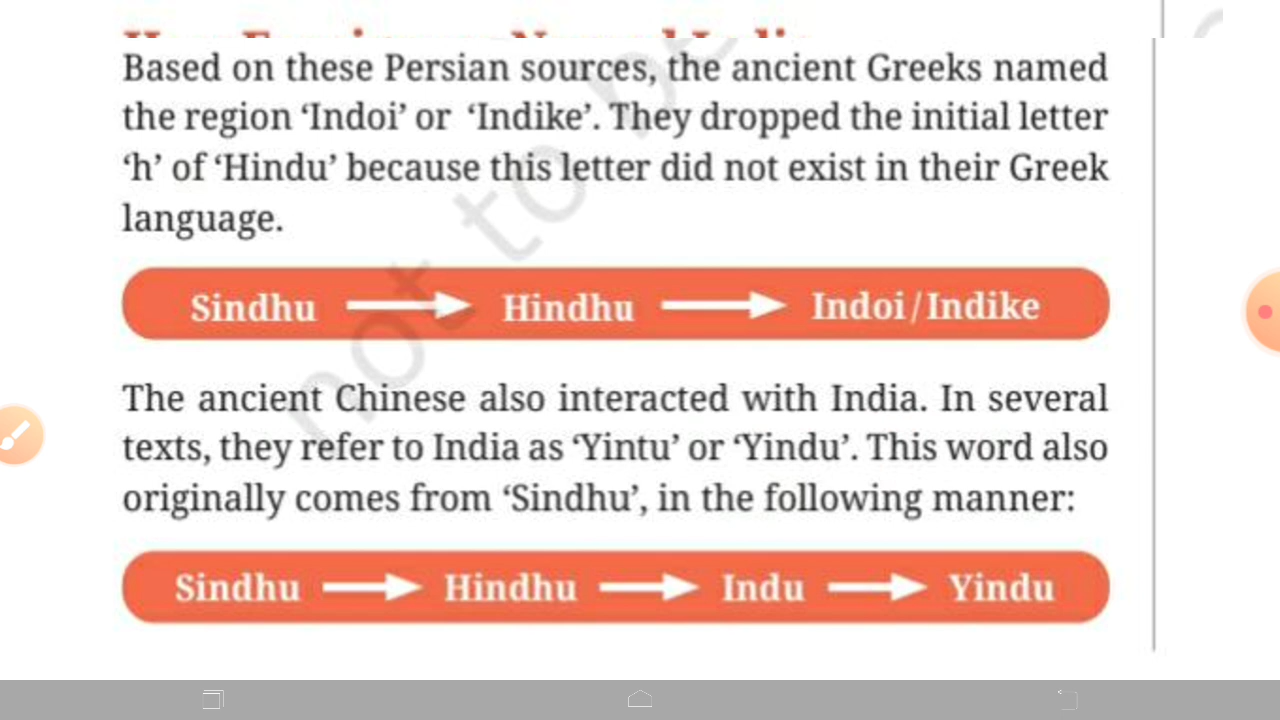 Based on these Persian sources, the ancient Greeks named
the region ‘Indoi’ or ‘Indike’. They dropped the initial letter
‘h’ of ‘Hindu’ because this letter did not exist in their Greek
language.
Sindhu Hindhu Indoi/Indike
The ancient Chinese also interacted with India. In several
texts, they refer to India as ‘Yintu’ or ‘Yindu’. This word also
originally comes from ‘Sindhu’, in the following manner:
Sindhu Hindhu Indu Yindu
not to be